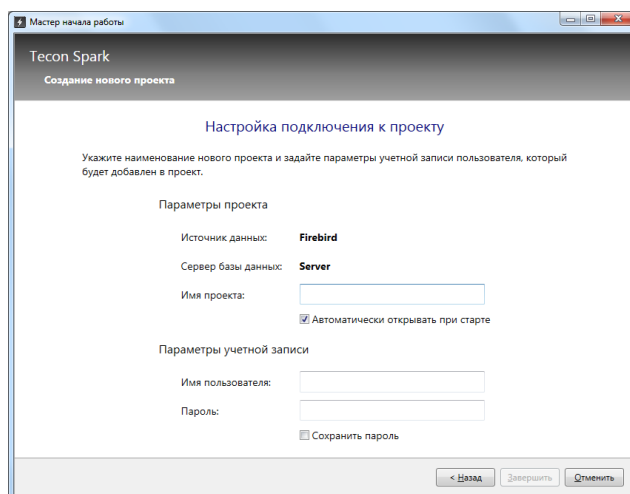 Мастер начала работы
Tecon Spark
Создание нового проекта
Настройка подключения к проекту
Укажите наименование нового проекта и задайте параметры учетной записи пользователя, который
будет добавлен в проект.
Параметры проекта
Источник данных: Firebird
Сервер базы данных: Server
Имя проекта:
Автоматически открывать при старте
Параметры учетной записи
Имя пользователя:
Пароль:
Сохранить пароль
< Назад Завершить Отменить